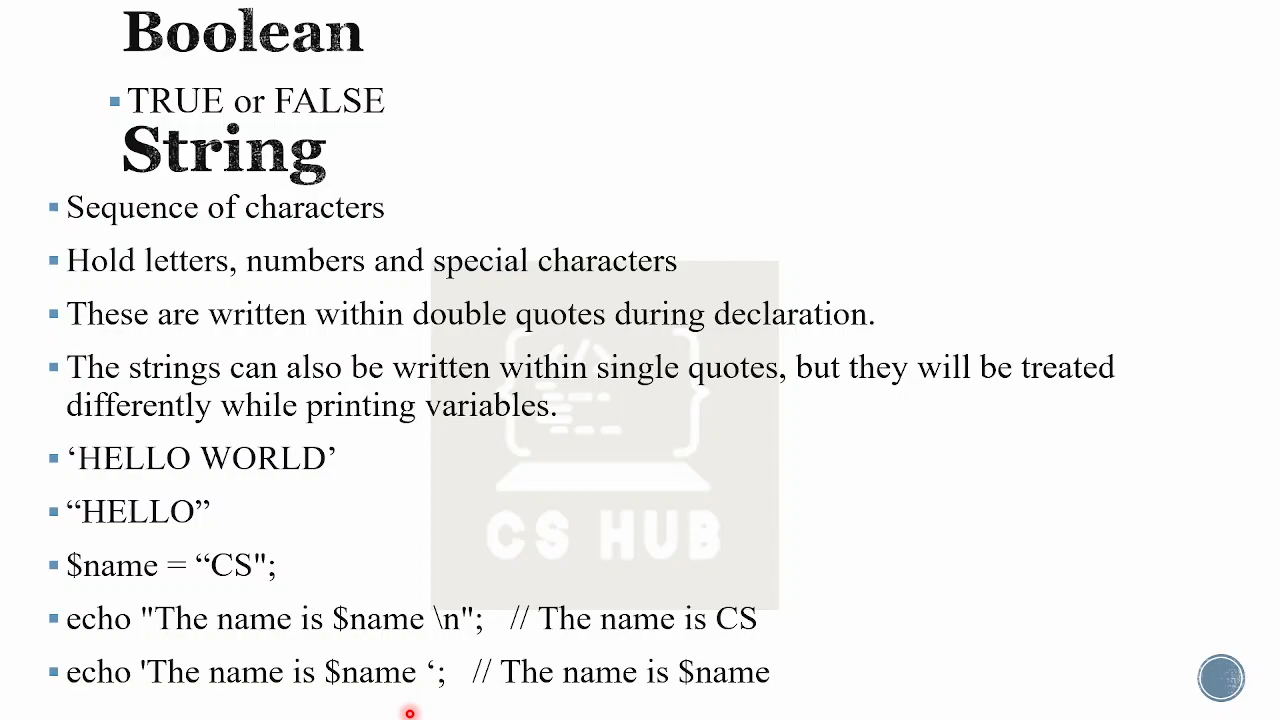 Boolean
TRUE or FALSE
String
Sequence of characters
Hold letters, numbers and special characters
These are written within double quotes during declaration.
The strings can also be written within single quotes, but they will be treated
differently while printing variables.
‘HELLO WORLD’
“HELLO”
$name = “CS";
echo "The name is $name \n"; // The name is CS
echo 'The name is $name ‘; // The name is $name
CS HUB